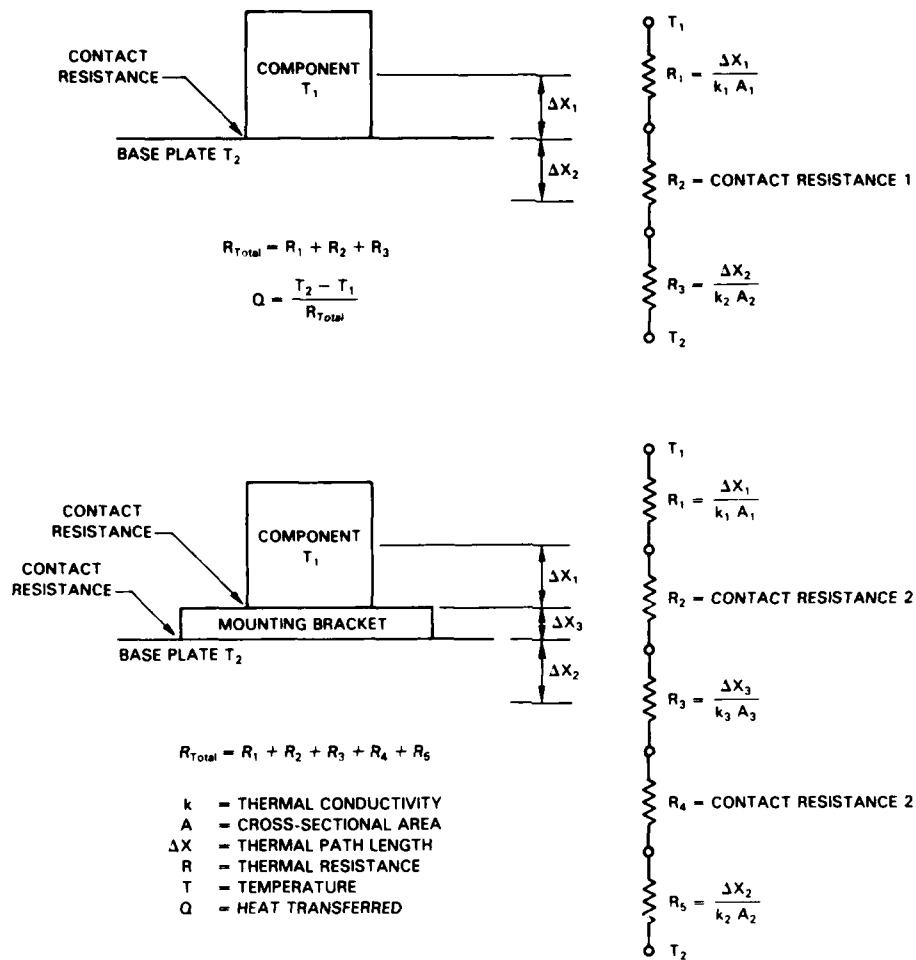 CONTACT
RESISTANCE
COMPONENT
T₁
BASE PLATE T₂
ΔX₁
ΔX₂
R_Total = R₁ + R₂ + R₃
Q = (T₂ − T₁) / R_Total
T₁
R₁ = ΔX₁ / (k₁ A₁)
R₂ = CONTACT RESISTANCE 1
R₃ = ΔX₂ / (k₂ A₂)
T₂
CONTACT
RESISTANCE
CONTACT
RESISTANCE
COMPONENT
T₁
MOUNTING BRACKET
BASE PLATE T₂
ΔX₁
ΔX₃
ΔX₂
R_Total = R₁ + R₂ + R₃ + R₄ + R₅
k = THERMAL CONDUCTIVITY
A = CROSS-SECTIONAL AREA
ΔX = THERMAL PATH LENGTH
R = THERMAL RESISTANCE
T = TEMPERATURE
Q = HEAT TRANSFERRED
T₁
R₁ = ΔX₁ / (k₁ A₁)
R₂ = CONTACT RESISTANCE 2
R₃ = ΔX₃ / (k₃ A₃)
R₄ = CONTACT RESISTANCE 2
R₅ = ΔX₂ / (k₂ A₂)
T₂